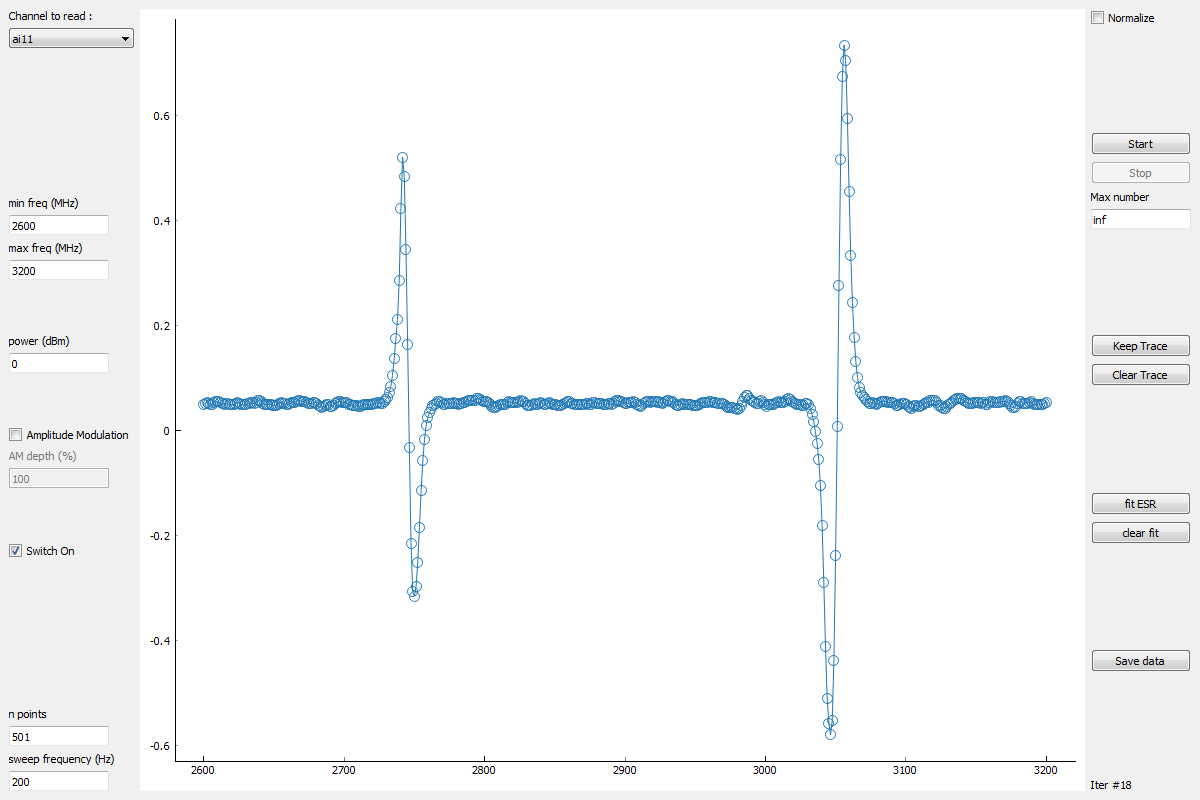 Channel to read :
ai11
min freq (MHz)
2600
max freq (MHz)
3200
power (dBm)
0
Amplitude Modulation
AM depth (%)
100
Switch On
n points
501
sweep frequency (Hz)
200
0.6
0.4
0.2
0
-0.2
-0.4
-0.6
2600 2700 2800 2900 3000 3100 3200
Normalize
Start
Stop
Max number
inf
Keep Trace
Clear Trace
fit ESR
clear fit
Save data
Iter #18